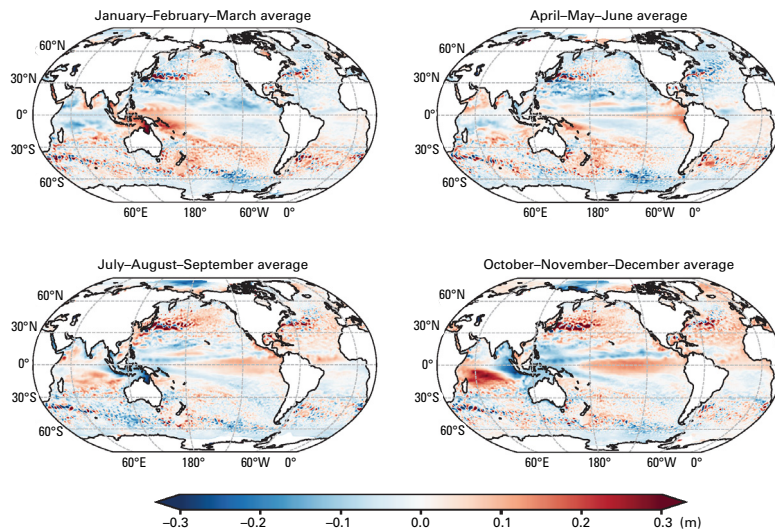 January–February–March average
April–May–June average
60°N
30°N
0°
30°S
60°S
60°E 180° 60°W 0°
60°N
30°N
0°
30°S
60°S
60°E 180° 60°W 0°
July–August–September average
October–November–December average
60°N
30°N
0°
30°S
60°S
60°E 180° 60°W 0°
60°N
30°N
0°
30°S
60°S
60°E 180° 60°W 0°
–0.3 –0.2 –0.1 0.0 0.1 0.2 0.3 (m)